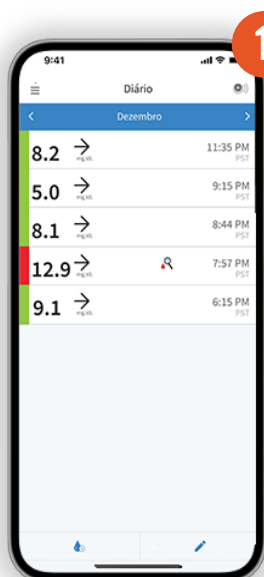 1
9:41
Diário
Dezembro
8.2 11:35 PM
PST
5.0 9:15 PM
PST
8.1 8:44 PM
PST
12.9 7:57 PM
PST
9.1 6:15 PM
PST